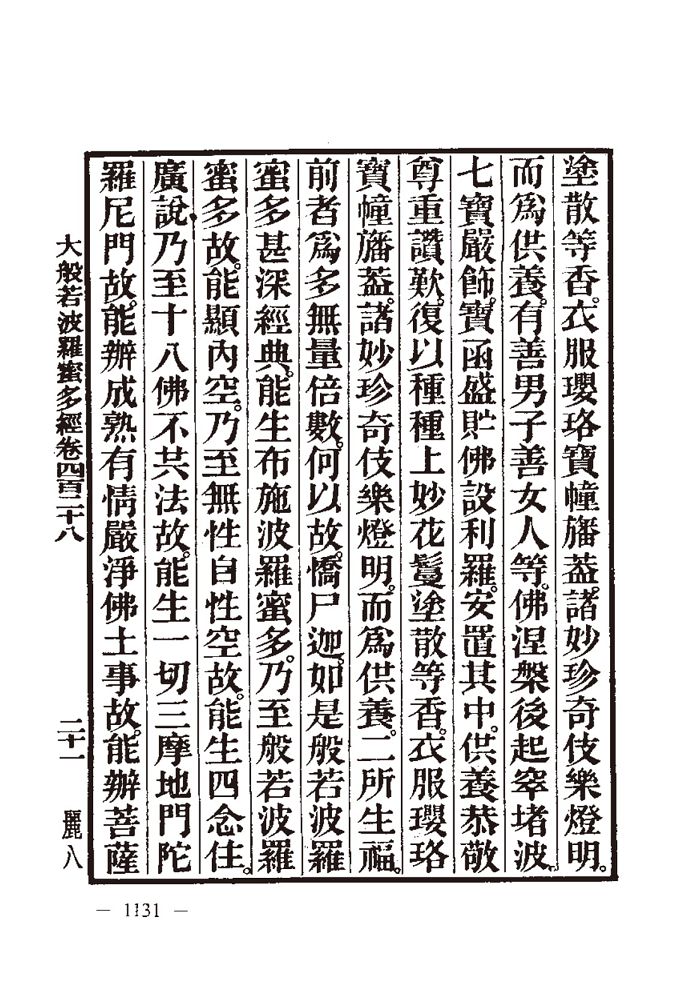 塗散等香。衣服瓔珞寶幢旛葢。諸妙珍奇伎樂燈明。
而爲供養。有善男子善女人等。佛涅槃後起窣堵波。
七寶嚴飾。寶函盛貯佛設利羅。安置其中。供養恭敬
尊重讚歎。復以種種上妙花鬘塗散等香。衣服瓔珞
寶幢旛葢。諸妙珍奇伎樂燈明。而爲供養。二所生福。
前者爲多無量倍數。何以故。憍尸迦。如是般若波羅
蜜多甚深經典。能生布施波羅蜜多。乃至般若波羅
蜜多故。能顯內空。乃至無性自性空故。能生四念住。
廣說乃至十八佛不共法故。能生一切三摩地門陀
羅尼門故。能辦成熟有情嚴淨佛土事故。能辦菩薩
大般若波羅蜜多經卷四百二十八
二十一
麗八
— 1131 —